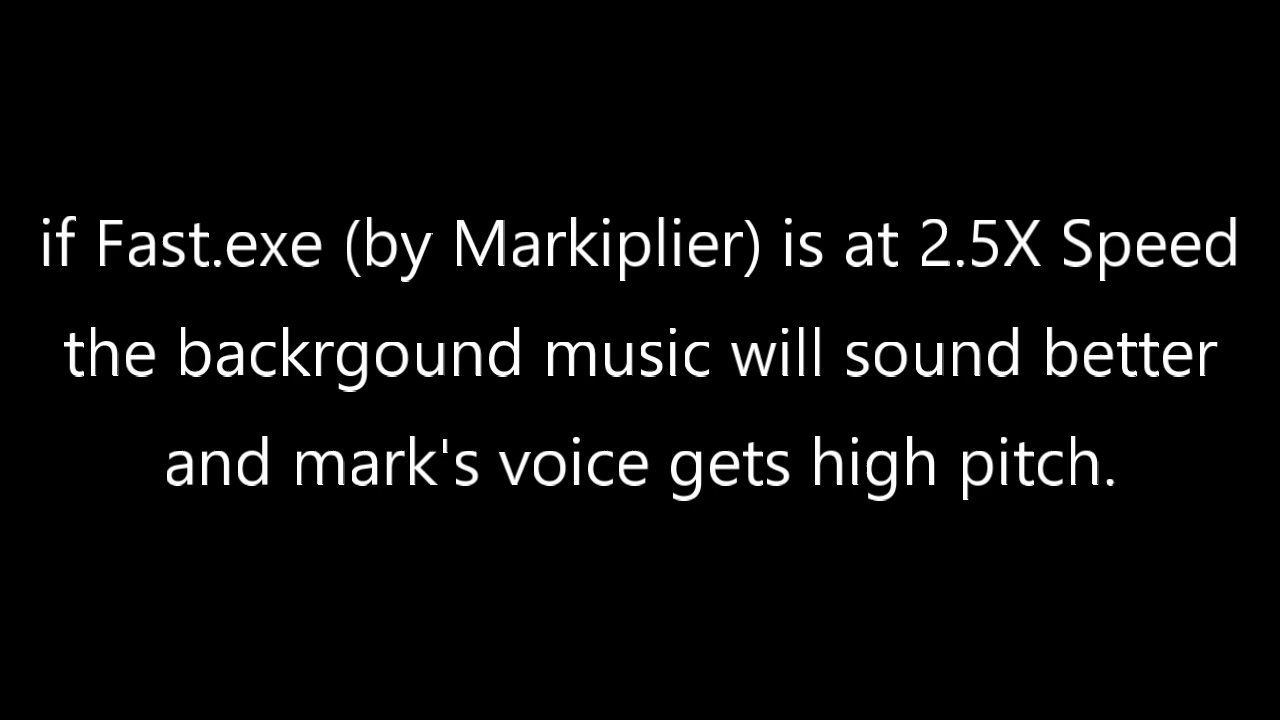 if Fast.exe (by Markiplier) is at 2.5X Speed
the backrgound music will sound better
and mark's voice gets high pitch.